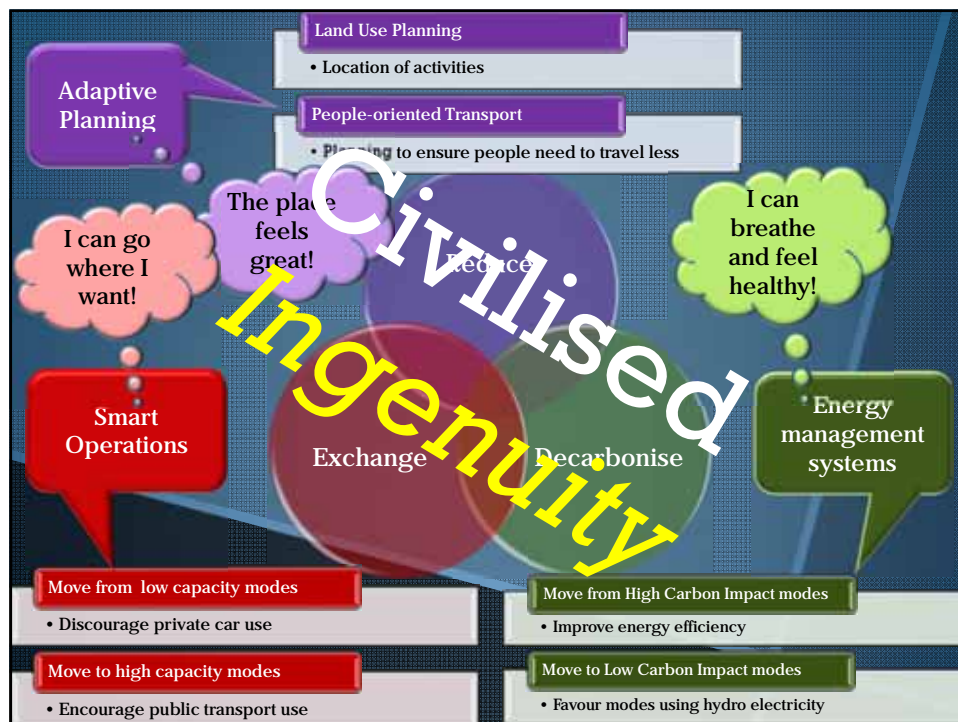 Land Use Planning
• Location of activities
Adaptive
Planning
People-oriented Transport
• Planning to ensure people need to travel less
Civilised
Ingenuity
The place
feels
great!
I can go
where I
want!
I can
breathe
and feel
healthy!
Reduce
Exchange
Decarbonise
Smart
Operations
Energy
management
systems
Move from low capacity modes
• Discourage private car use
Move to high capacity modes
• Encourage public transport use
Move from High Carbon Impact modes
• Improve energy efficiency
Move to Low Carbon Impact modes
• Favour modes using hydro electricity